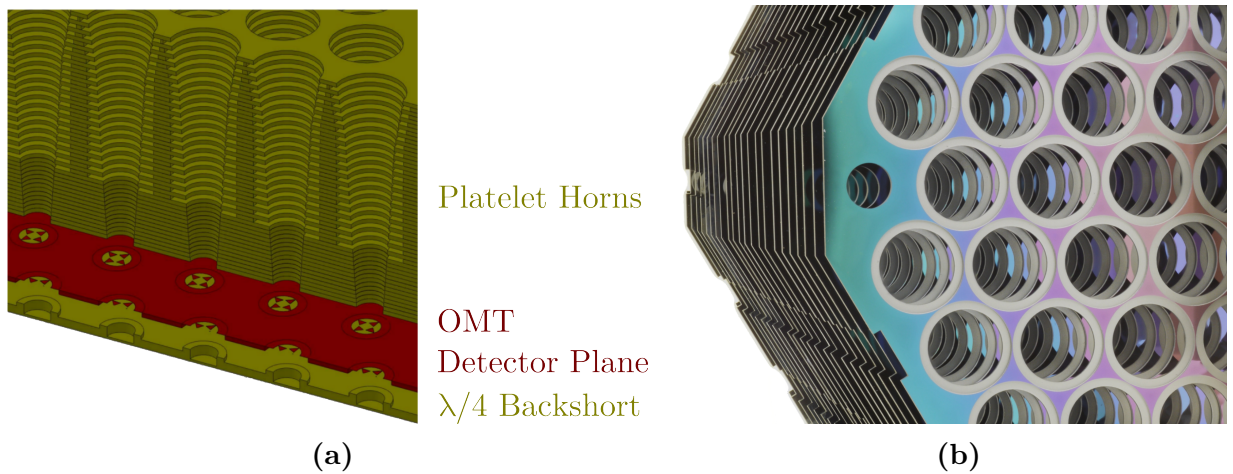 Platelet Horns
OMT
Detector Plane
λ/4 Backshort
(a)
(b)